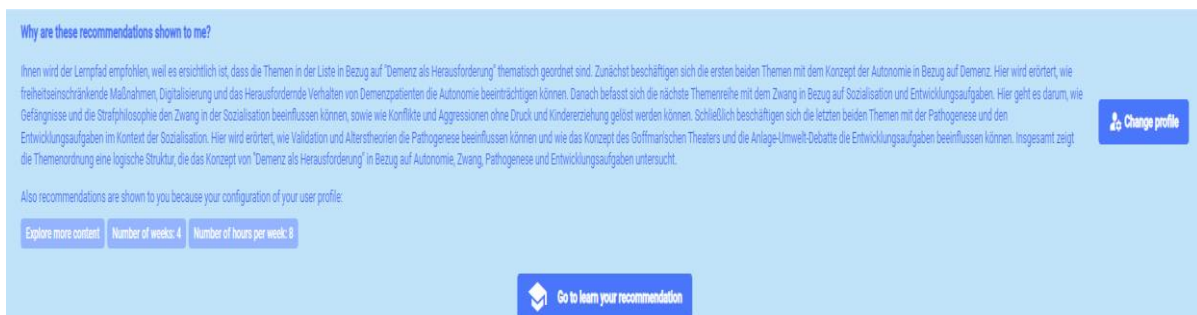 Why are these recommendations shown to me?
Ihnen wird der Lernpfad empfohlen, weil es ersichtlich ist, dass die Themen in der Liste in Bezug auf "Demenz als Herausforderung" thematisch geordnet sind. Zunächst beschäftigen sich die ersten beiden Themen mit dem Konzept der Autonomie in Bezug auf Demenz. Hier wird erörtert, wie
freiheitseinschränkende Maßnahmen, Digitalisierung und das Herausfordernde Verhalten von Demenzpatienten die Autonomie beeinträchtigen können. Danach befasst sich die nächste Themenreihe mit dem Zwang in Bezug auf Sozialisation und Entwicklungsaufgaben. Hier geht es darum, wie
Gefängnisse und die Strafphilosophie den Zwang in der Sozialisation beeinflussen können, sowie wie Konflikte und Aggressionen ohne Druck und Kindererziehung gelöst werden können. Schließlich beschäftigen sich die letzten beiden Themen mit der Pathogenese und den
Entwicklungsaufgaben im Kontext der Sozialisation. Hier wird erörtert, wie Validation und Alterstheorien die Pathogenese beeinflussen können und wie das Konzept des Goffmarischen Theaters und die Anlage-Umwelt-Debatte die Entwicklungsaufgaben beeinflussen können. Insgesamt zeigt
die Themenordnung eine logische Struktur, die das Konzept von "Demenz als Herausforderung" in Bezug auf Autonomie, Zwang, Pathogenese und Entwicklungsaufgaben untersucht.
Change profile
Also recommendations are shown to you because your configuration of your user profile:
Explore more content Number of weeks: 4 Number of hours per week: 8
Go to learn your recommendation